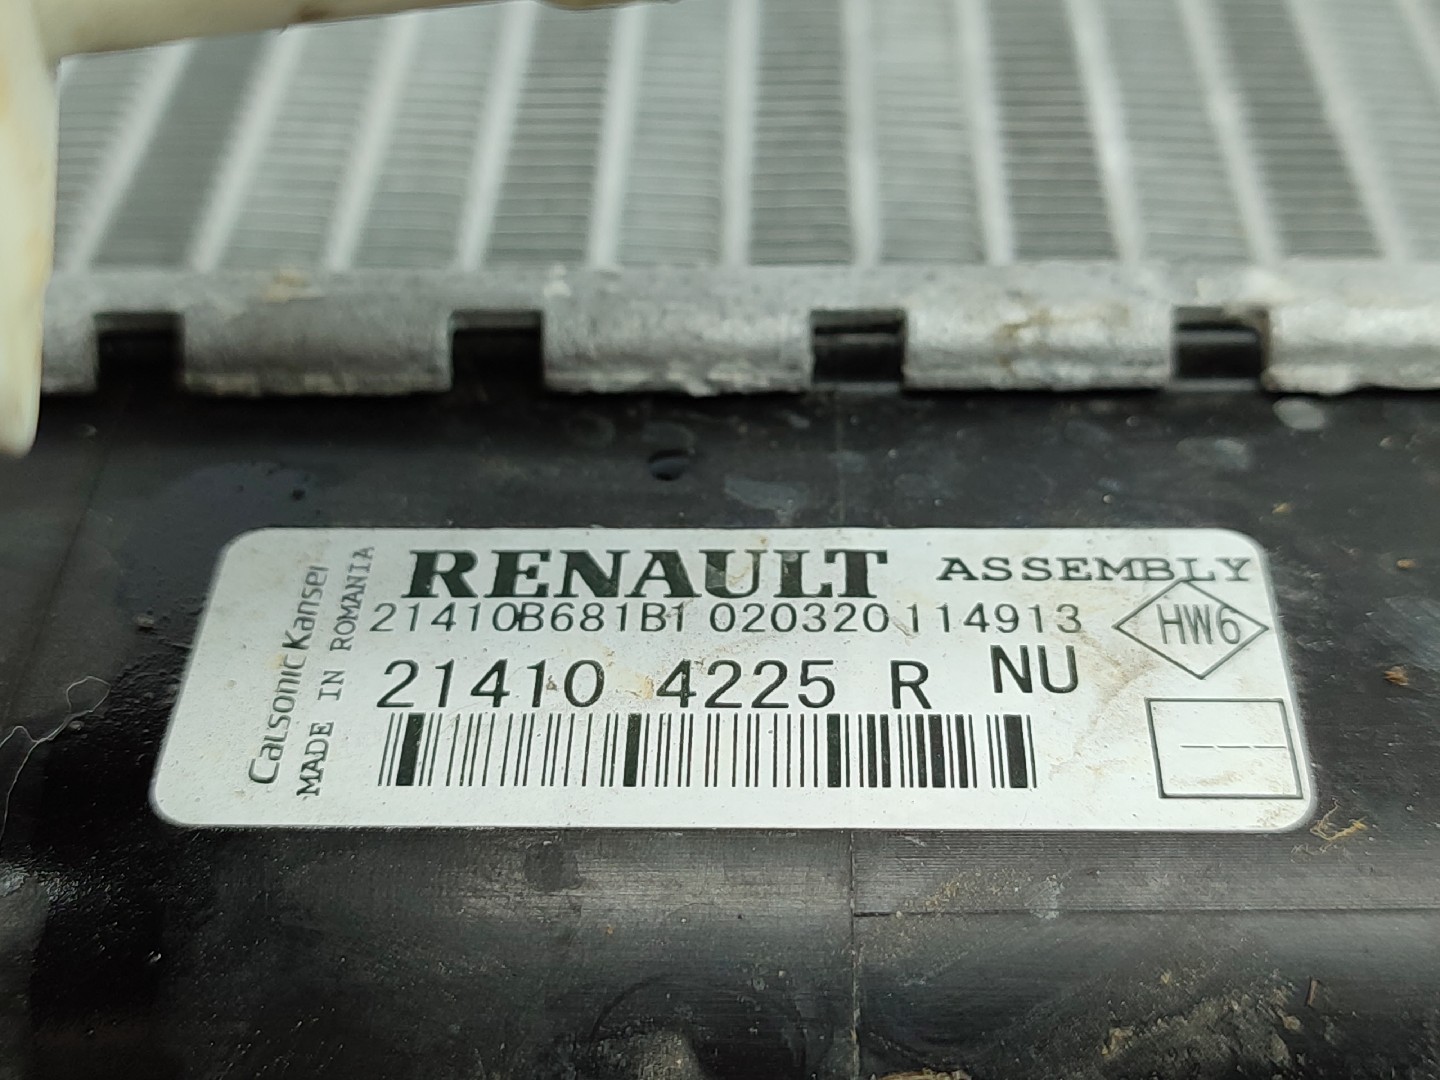 Calsonic Kansei
MADE IN ROMANIA
RENAULT ASSEMBLY
21410B681B1 020320 114913
HW6
21410 4225 R NU